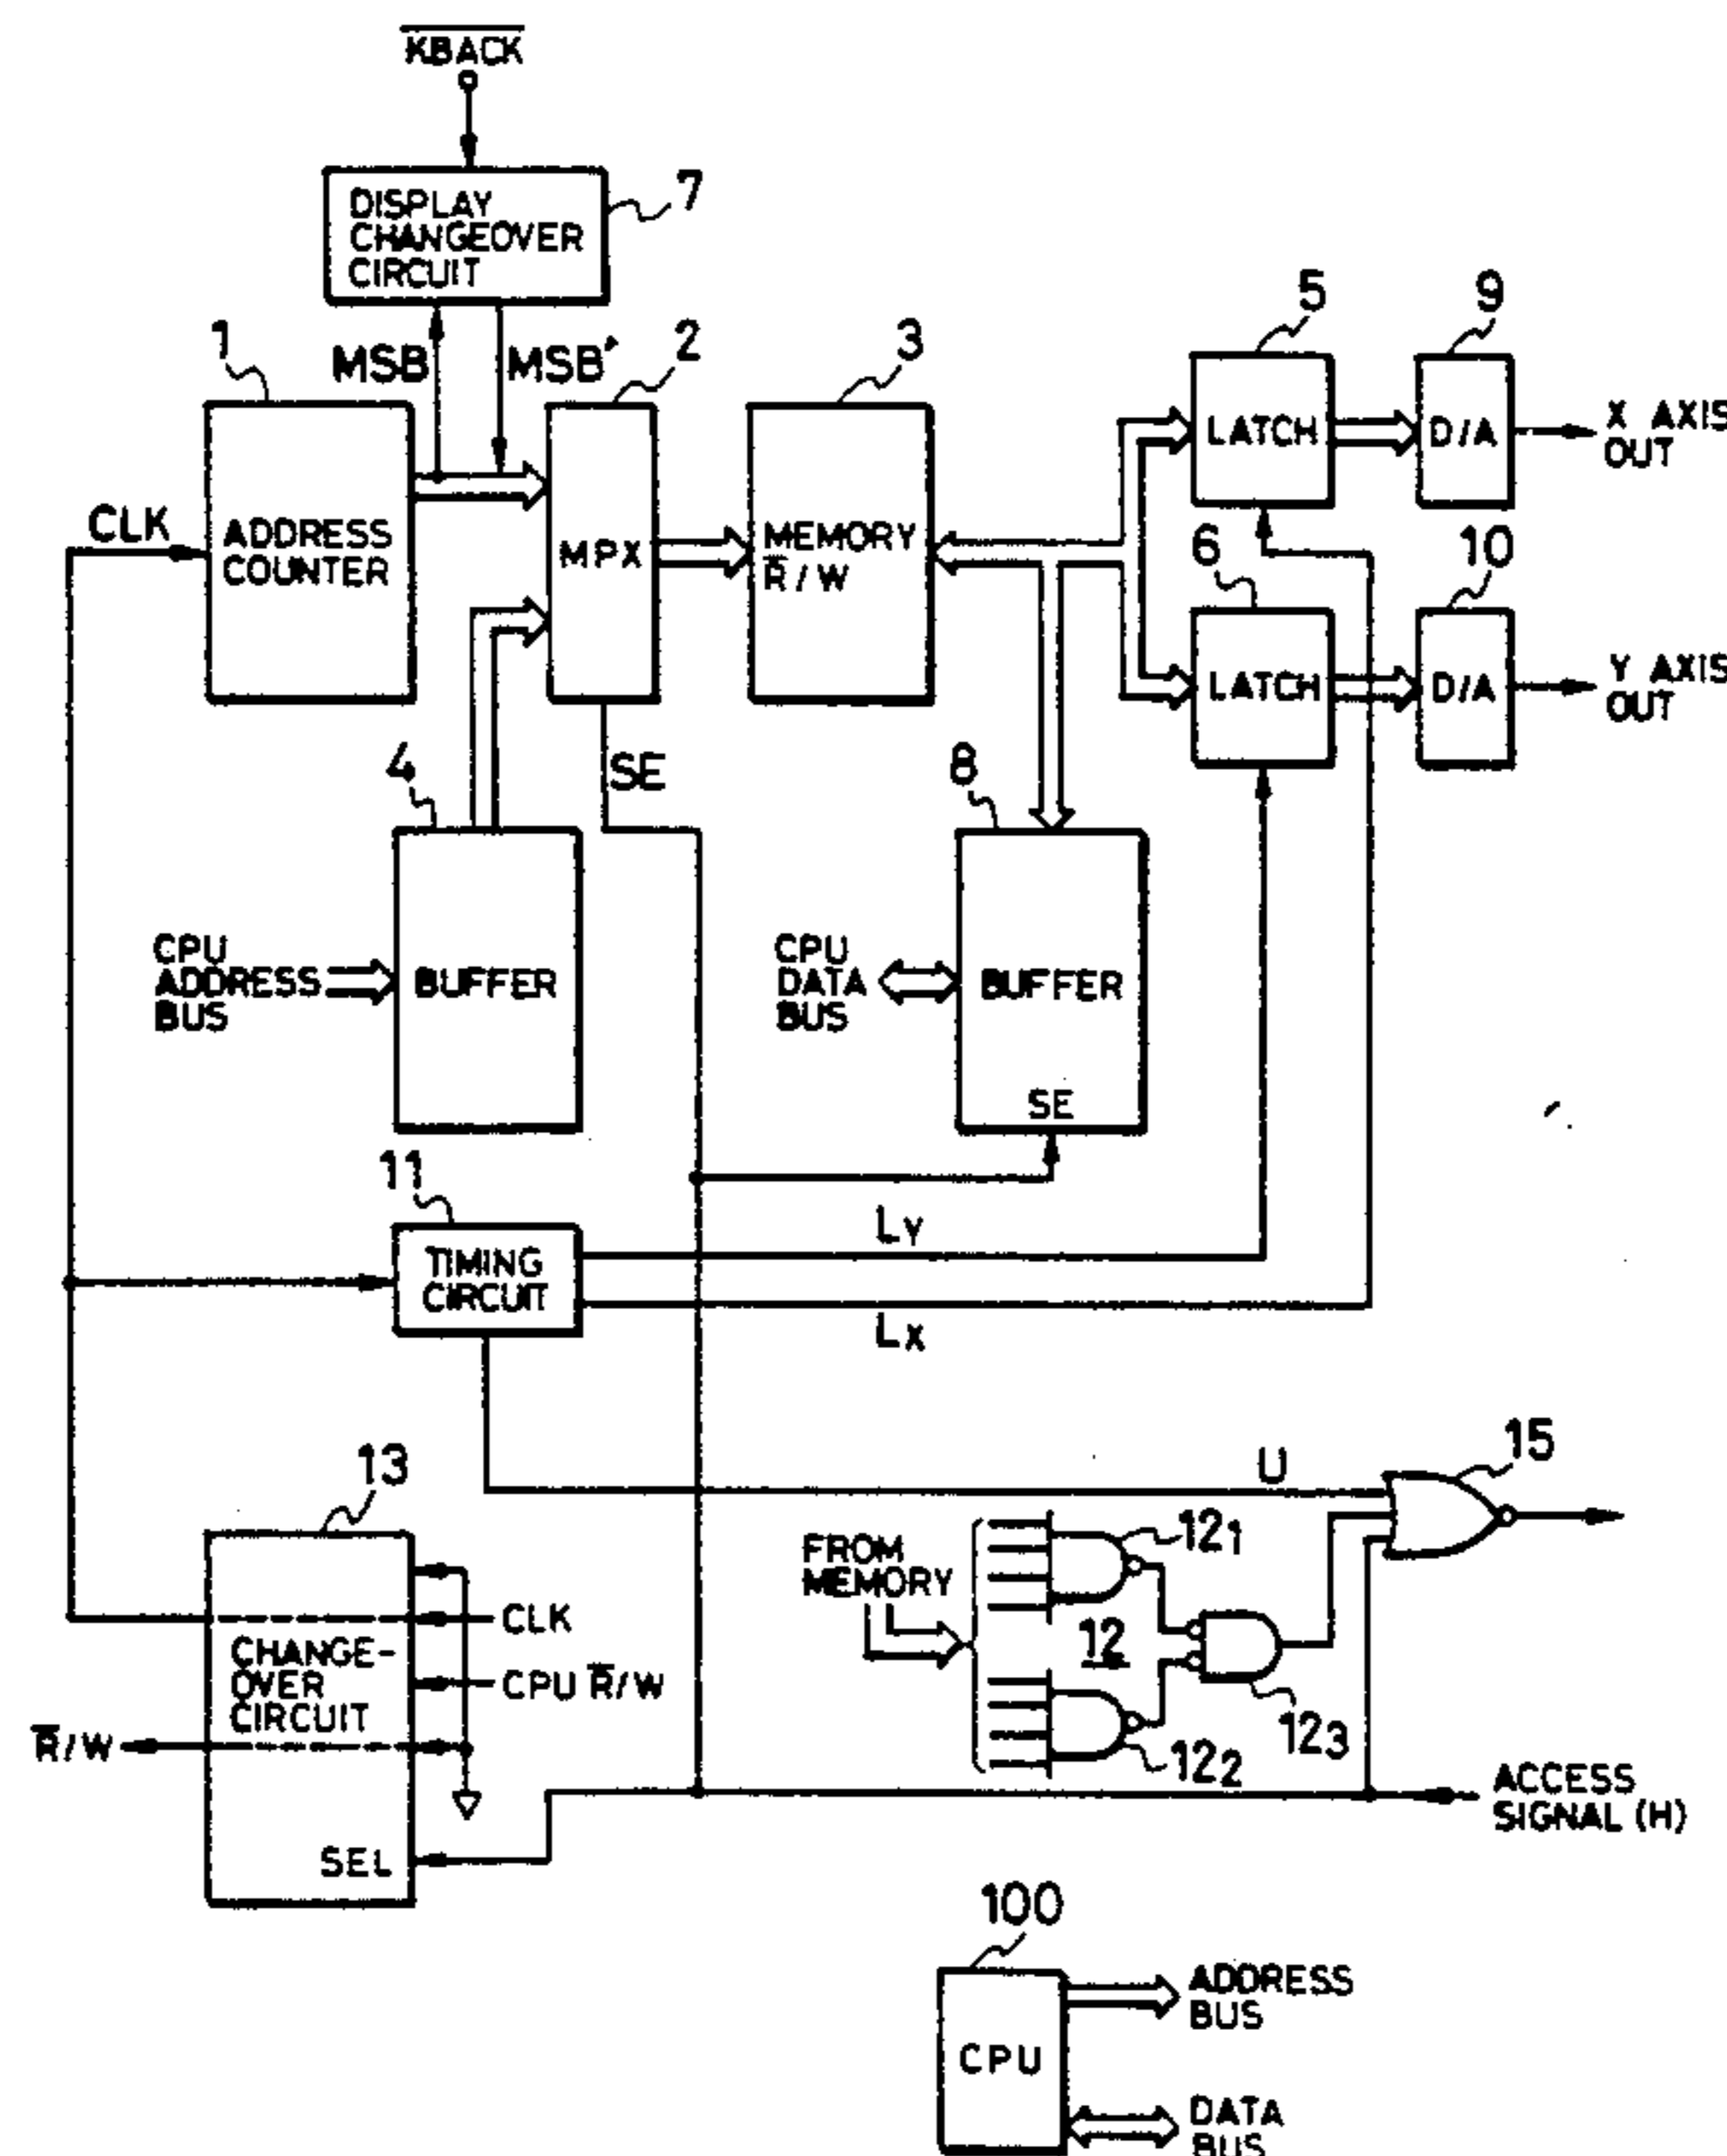 K̅B̅A̅C̅K̅
DISPLAY
CHANGEOVER
CIRCUIT
7
1
MSB
MSB'
2
3
5
9
CLK
ADDRESS
COUNTER
MPX
MEMORY
R̅/W
LATCH
D/A
X AXIS
OUT
6
10
LATCH
D/A
Y AXIS
OUT
4
SE
8
CPU
ADDRESS
BUS
BUFFER
CPU
DATA
BUS
BUFFER
SE
11
TIMING
CIRCUIT
LY
LX
13
U
15
FROM
MEMORY
12₁
12
12₂
12₃
CLK
CHANGE-
OVER
CIRCUIT
CPU R̅/W
R̅/W
SEL
ACCESS
SIGNAL (H)
100
CPU
ADDRESS
BUS
DATA
BUS